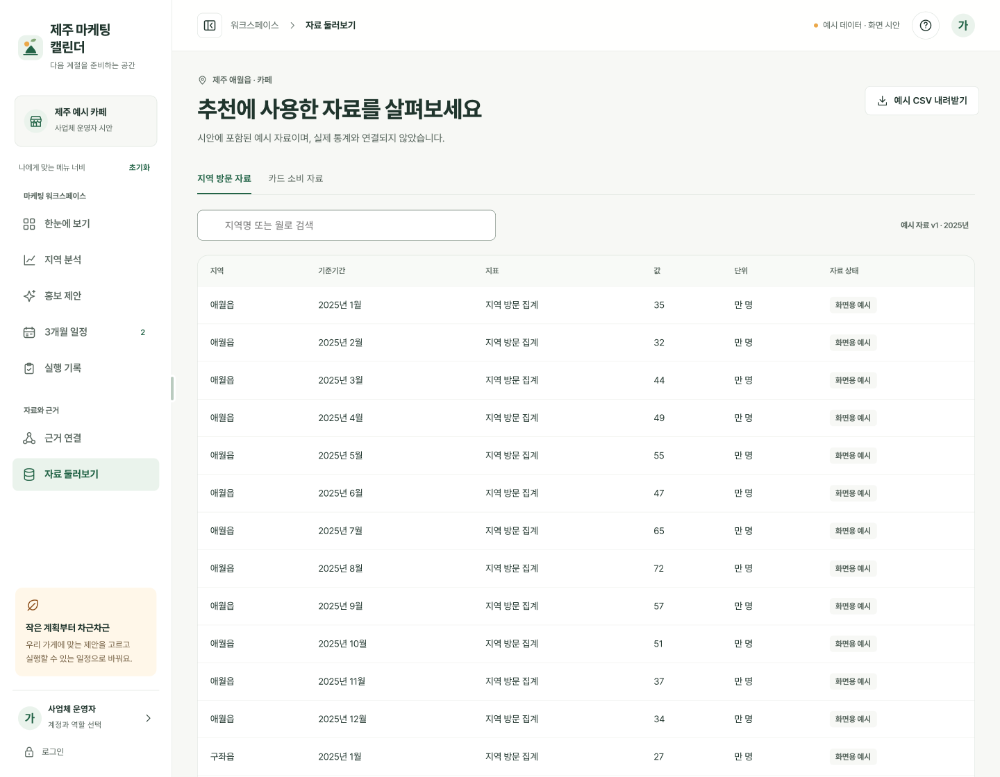 제주 마케팅
캘린더
다음 계절을 준비하는 공간
제주 예시 카페
사업체 운영자 시안
나에게 맞는 메뉴 너비 초기화
마케팅 워크스페이스
한눈에 보기
지역 분석
홍보 제안
3개월 일정 2
실행 기록
자료와 근거
근거 연결
자료 둘러보기
작은 계획부터 차근차근
우리 가게에 맞는 제안을 고르고
실행할 수 있는 일정으로 바꿔요.
가
사업체 운영자
계정과 역할 선택
로그인
워크스페이스 자료 둘러보기
예시 데이터 · 화면 시안 가
제주 애월읍 · 카페
추천에 사용한 자료를 살펴보세요
시안에 포함된 예시 자료이며, 실제 통계와 연결되지 않았습니다.
예시 CSV 내려받기
지역 방문 자료 카드 소비 자료
지역명 또는 월로 검색
예시 자료 v1 · 2025년
지역 기준기간 지표 값 단위 자료 상태
애월읍 2025년 1월 지역 방문 집계 35 만 명 화면용 예시
애월읍 2025년 2월 지역 방문 집계 32 만 명 화면용 예시
애월읍 2025년 3월 지역 방문 집계 44 만 명 화면용 예시
애월읍 2025년 4월 지역 방문 집계 49 만 명 화면용 예시
애월읍 2025년 5월 지역 방문 집계 55 만 명 화면용 예시
애월읍 2025년 6월 지역 방문 집계 47 만 명 화면용 예시
애월읍 2025년 7월 지역 방문 집계 65 만 명 화면용 예시
애월읍 2025년 8월 지역 방문 집계 72 만 명 화면용 예시
애월읍 2025년 9월 지역 방문 집계 57 만 명 화면용 예시
애월읍 2025년 10월 지역 방문 집계 51 만 명 화면용 예시
애월읍 2025년 11월 지역 방문 집계 37 만 명 화면용 예시
애월읍 2025년 12월 지역 방문 집계 34 만 명 화면용 예시
구좌읍 2025년 1월 지역 방문 집계 27 만 명 화면용 예시